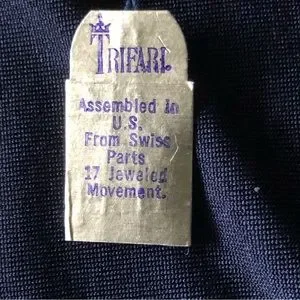 TRIFARI
Assembled In
U.S.
From Swiss
Parts
17 Jeweled
Movement.